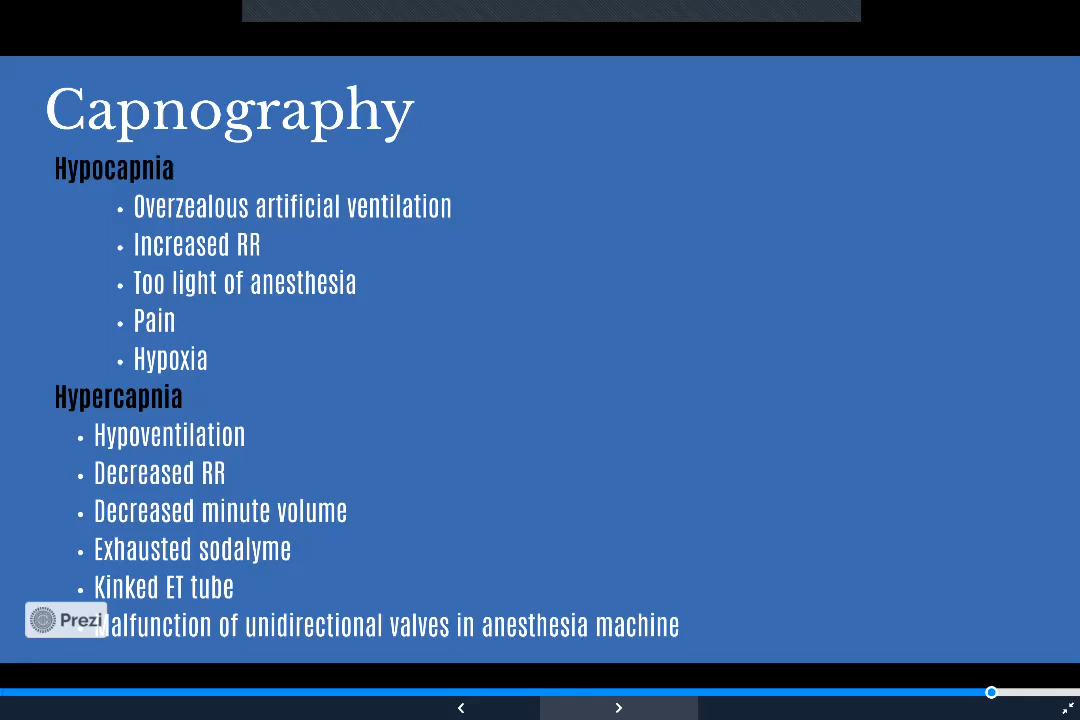 Capnography
Hypocapnia
• Overzealous artificial ventilation
• Increased RR
• Too light of anesthesia
• Pain
• Hypoxia
Hypercapnia
• Hypoventilation
• Decreased RR
• Decreased minute volume
• Exhausted sodalyme
• Kinked ET tube
• Malfunction of unidirectional valves in anesthesia machine
Prezi